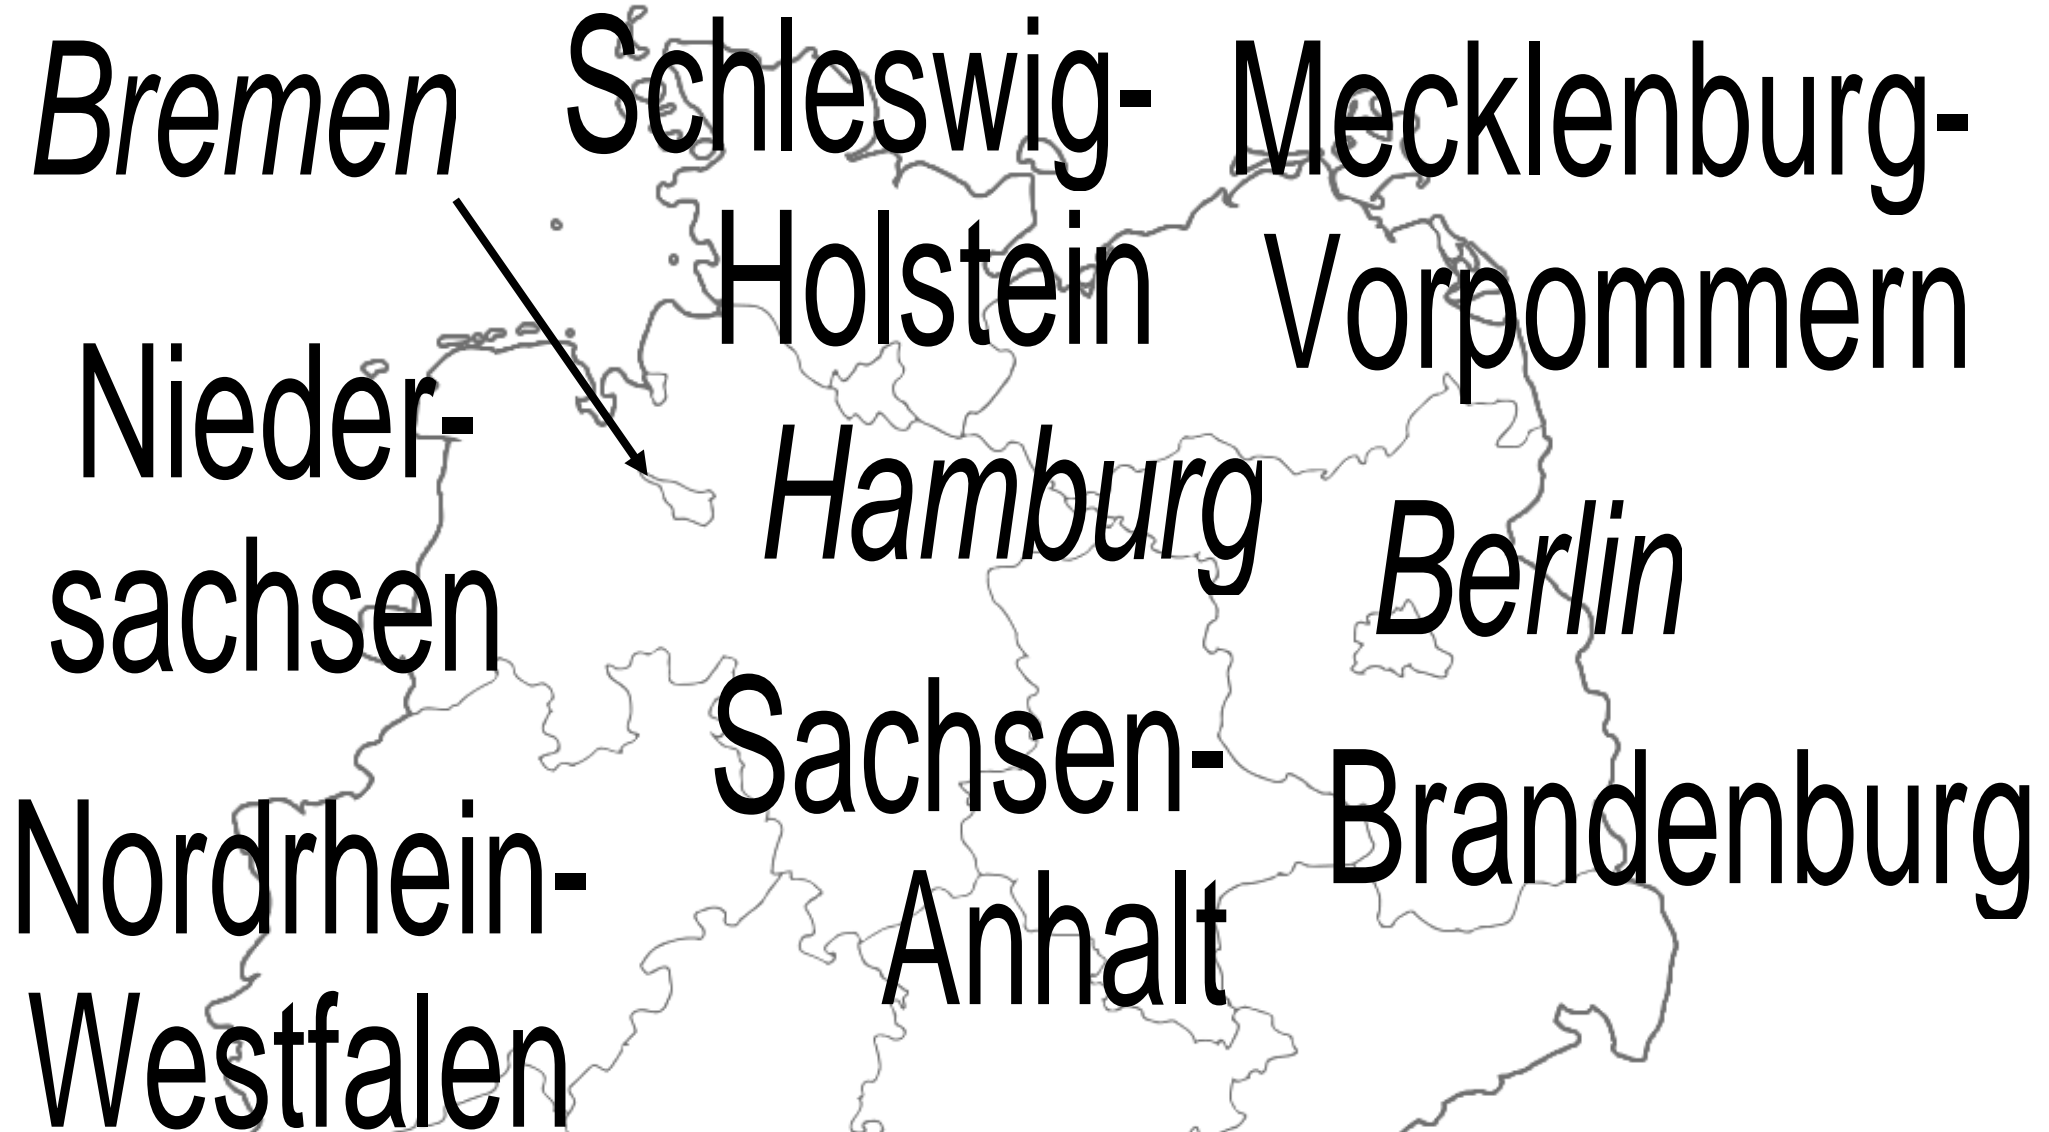 Bremen
Schleswig-
Holstein
Mecklenburg-
Vorpommern
Nieder-
sachsen
Hamburg
Berlin
Sachsen-
Anhalt
Brandenburg
Nordrhein-
Westfalen